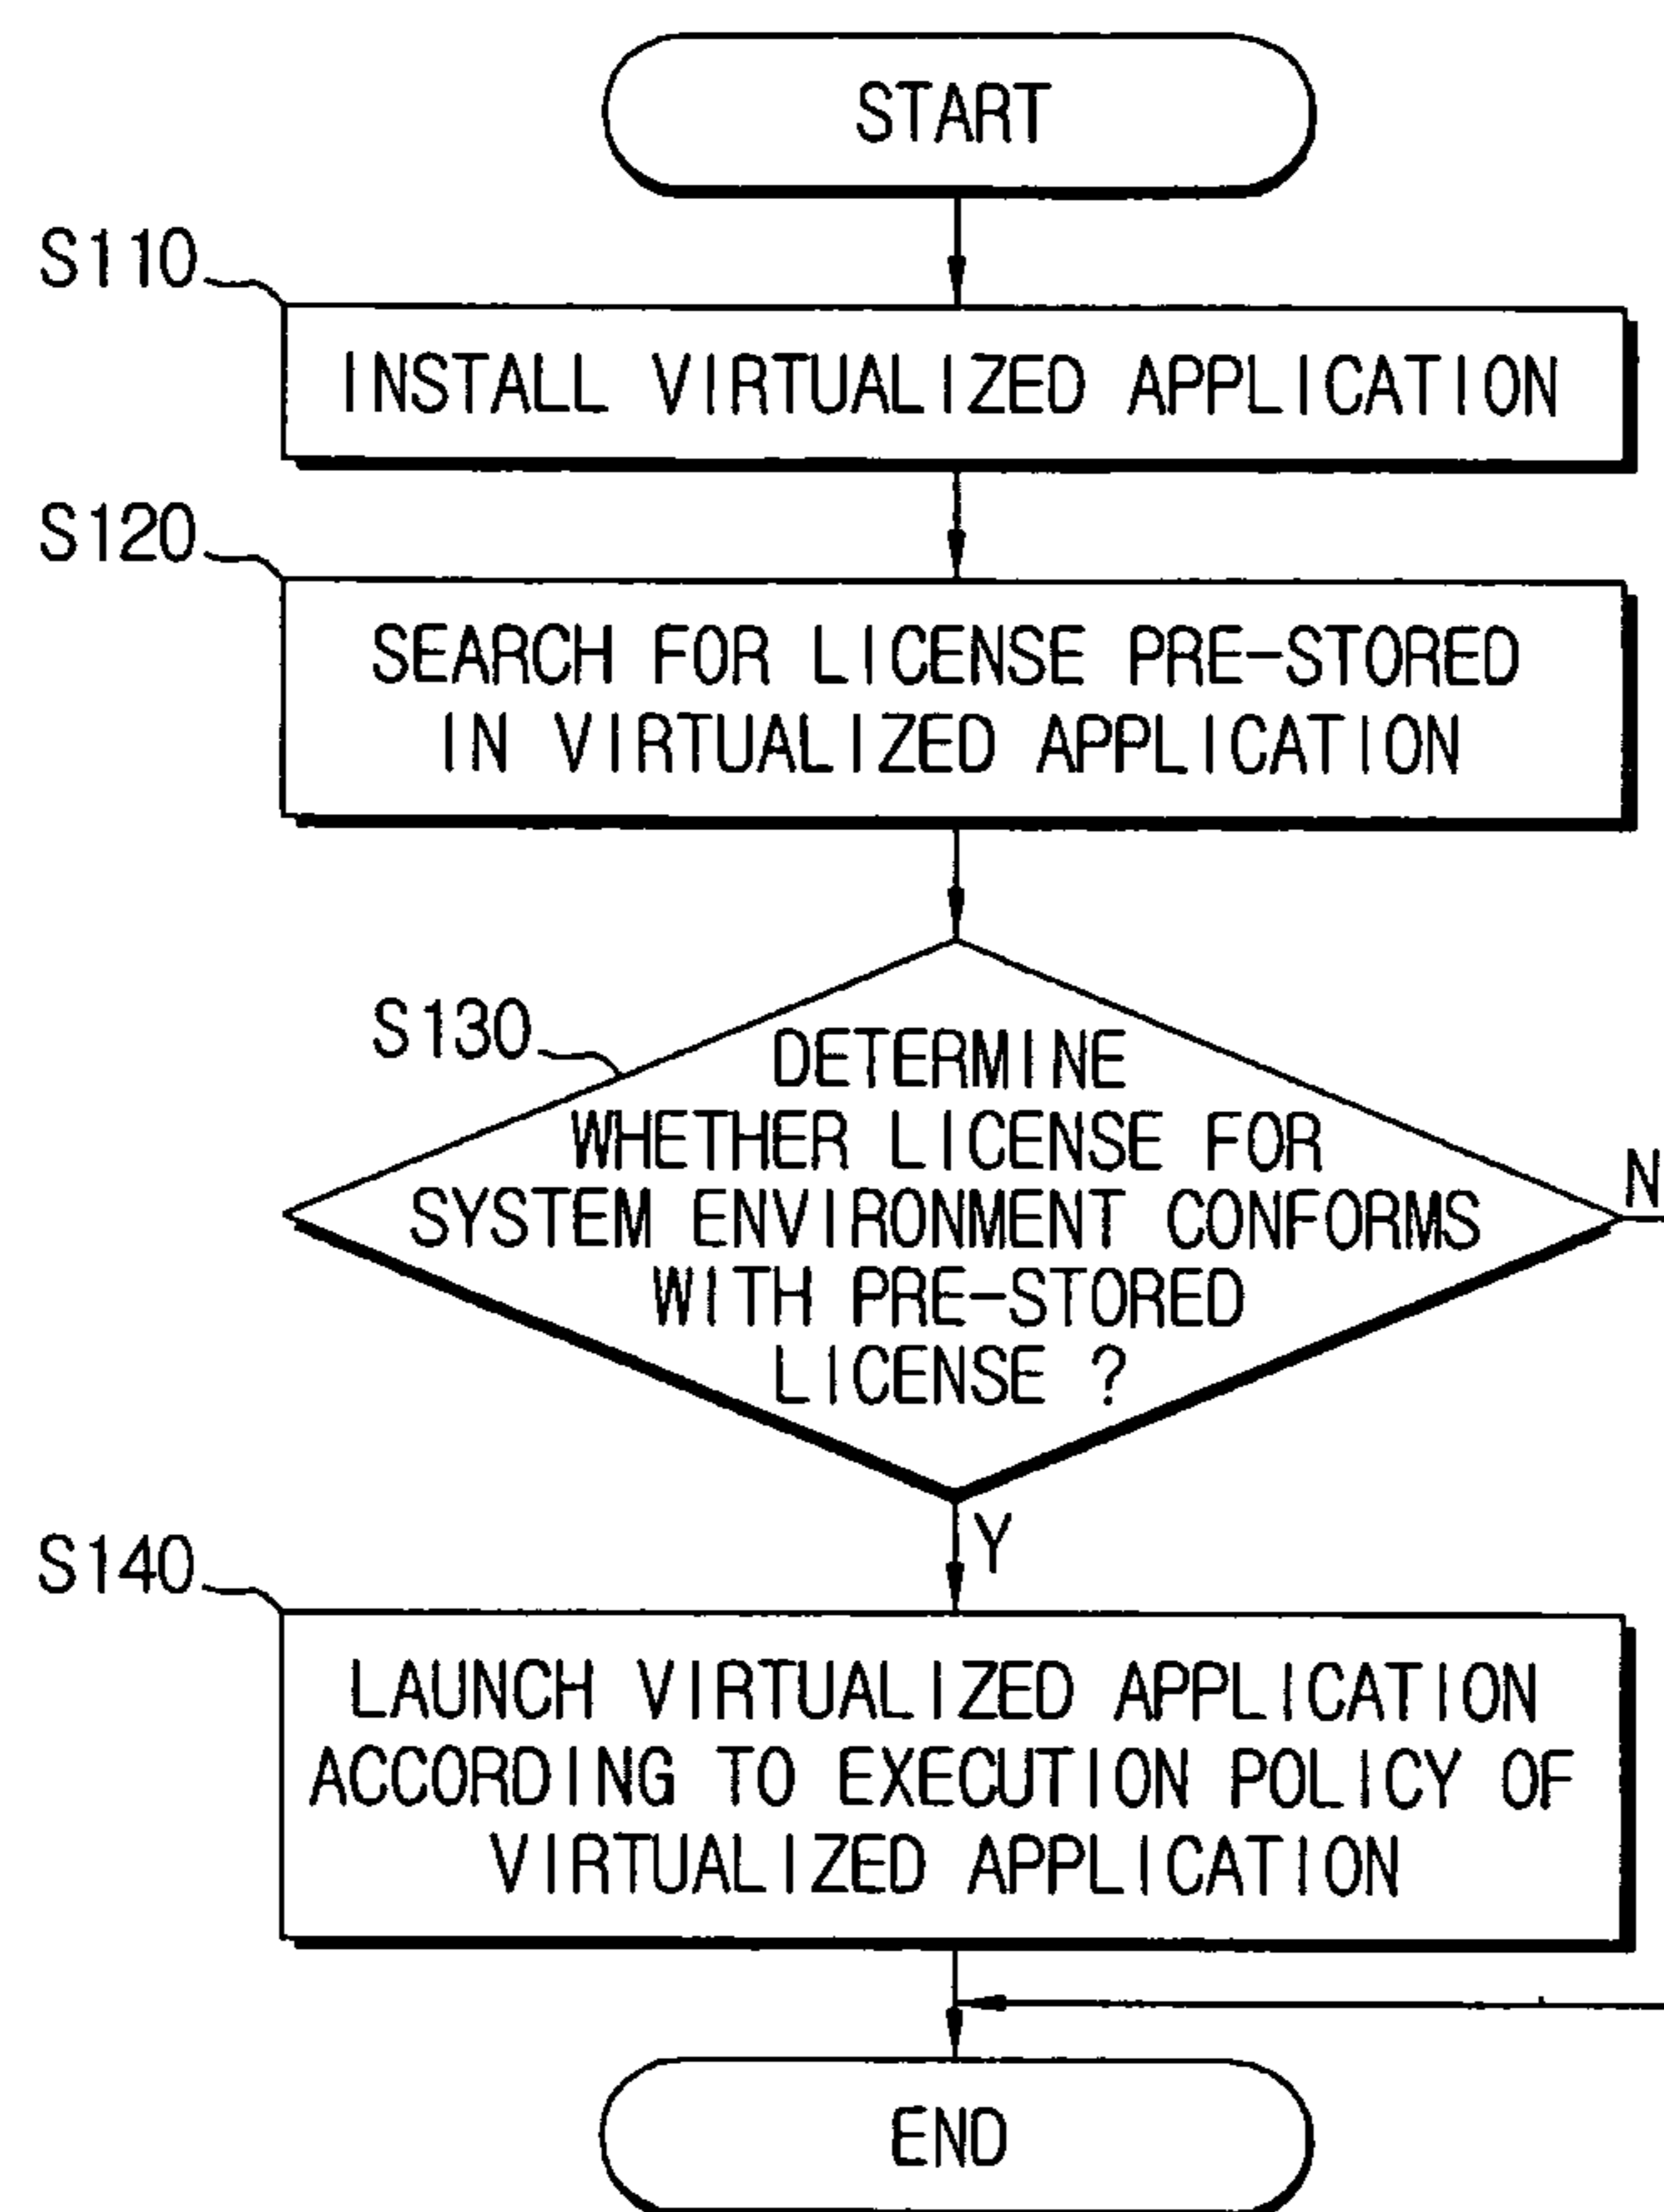 START
S110
INSTALL VIRTUALIZED APPLICATION
S120
SEARCH FOR LICENSE PRE-STORED
IN VIRTUALIZED APPLICATION
S130
DETERMINE
WHETHER LICENSE FOR
SYSTEM ENVIRONMENT CONFORMS
WITH PRE-STORED
LICENSE ?
N
Y
S140
LAUNCH VIRTUALIZED APPLICATION
ACCORDING TO EXECUTION POLICY OF
VIRTUALIZED APPLICATION
END